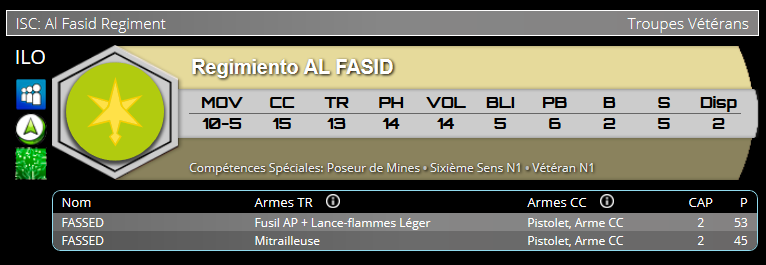 ISC: Al Fasid Regiment Troupes Vétérans
ILO
Regimiento AL FASID
MOV CC TR PH VOL BLI PB B S Disp
10-5 15 13 14 14 5 6 2 5 2
Compétences Spéciales: Poseur de Mines • Sixième Sens N1 • Vétéran N1
Nom Armes TR Armes CC CAP P
FASSED Fusil AP + Lance-flammes Léger Pistolet, Arme CC 2 53
FASSED Mitrailleuse Pistolet, Arme CC 2 45